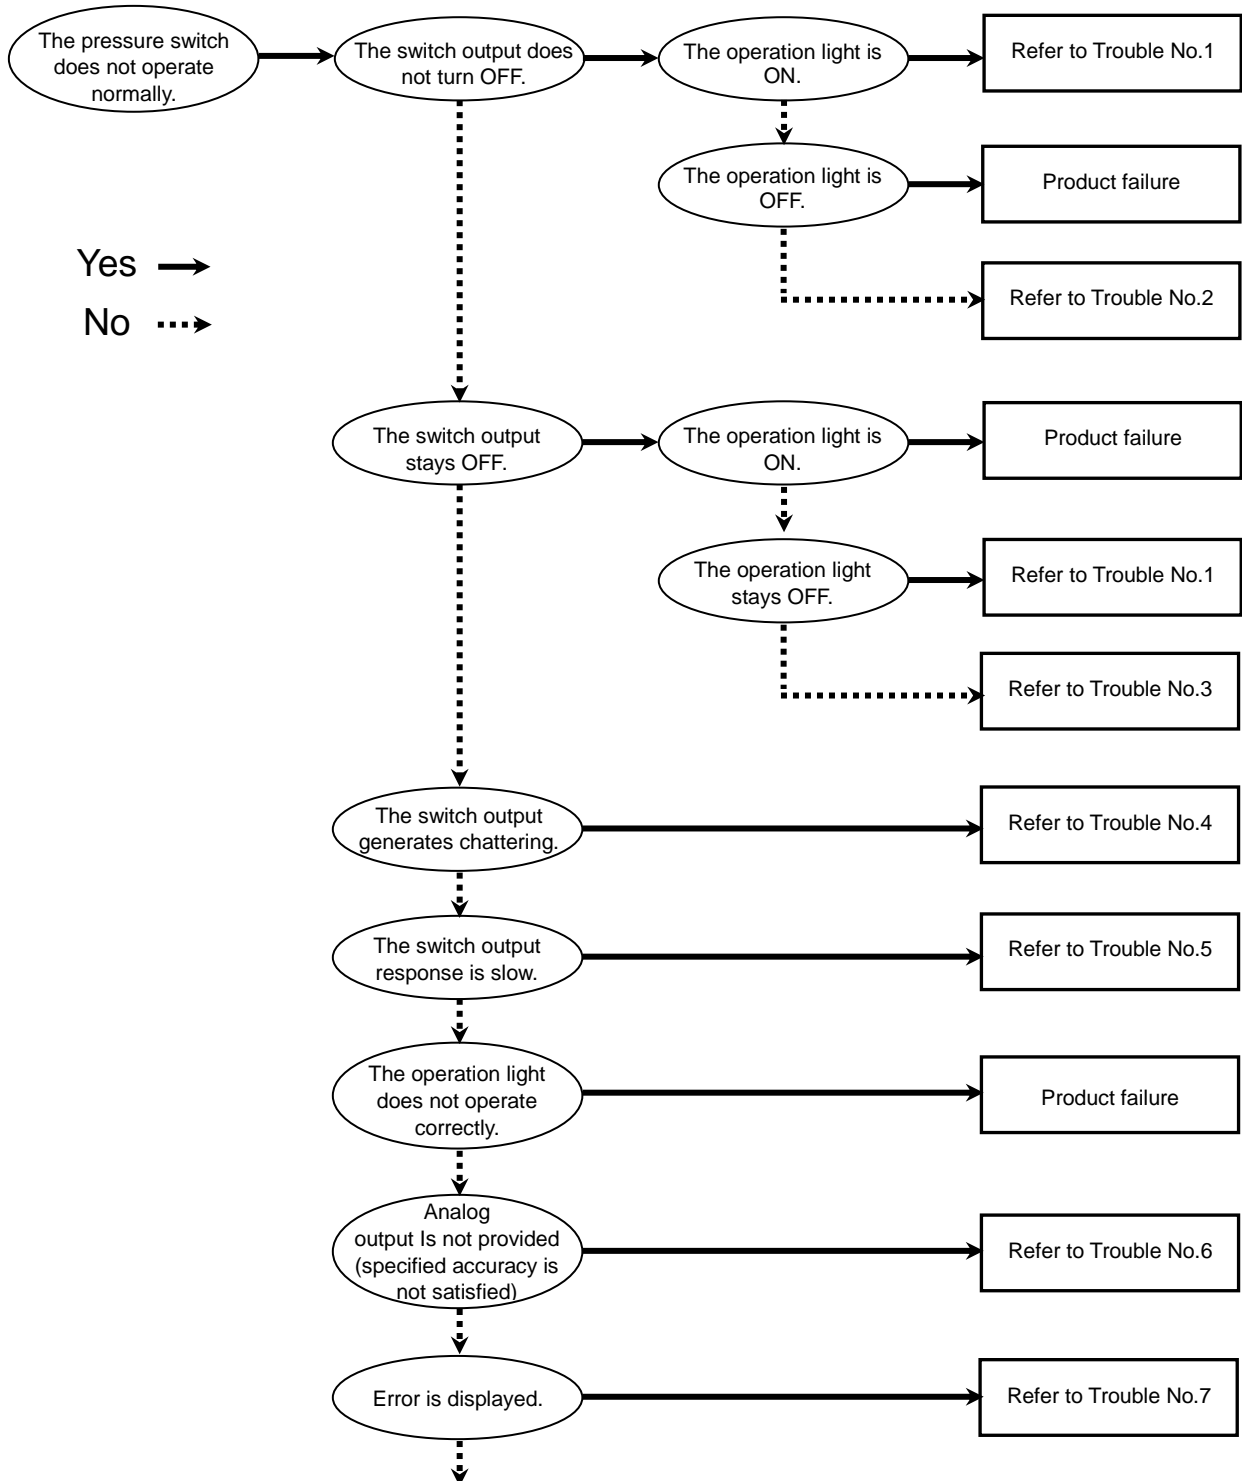 The pressure switch
does not operate
normally.
The switch output does
not turn OFF.
The operation light is
ON.
Refer to Trouble No.1
The operation light is
OFF.
Product failure
Yes
No
Refer to Trouble No.2
The switch output
stays OFF.
The operation light is
ON.
Product failure
The operation light
stays OFF.
Refer to Trouble No.1
Refer to Trouble No.3
The switch output
generates chattering.
Refer to Trouble No.4
The switch output
response is slow.
Refer to Trouble No.5
The operation light
does not operate
correctly.
Product failure
Analog
output Is not provided
(specified accuracy is
not satisfied)
Refer to Trouble No.6
Error is displayed.
Refer to Trouble No.7